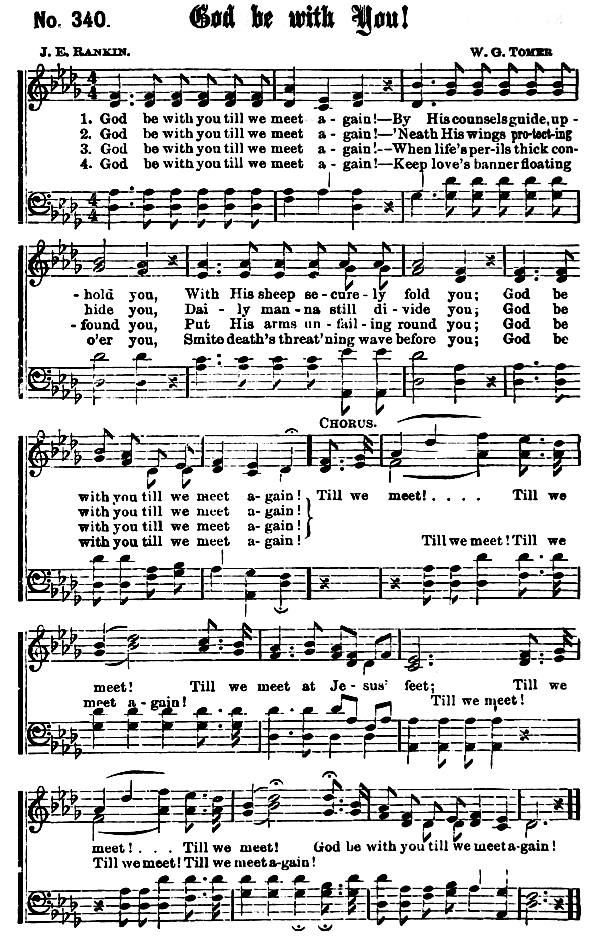 No. 340. God be with You!
J. E. RANKIN. W. G. TOMER
1. God be with you till we meet a-gain!—By His counsels guide, up-
2. God be with you till we meet a-gain!—'Neath His wings pro-tect-ing
3. God be with you till we meet a-gain!—When life's per-ils thick con-
4. God be with you till we meet a-gain!—Keep love's banner floating
-hold you, With His sheep se-cure-ly fold you; God be
hide you, Dai-ly man-na still di-vide you; God be
-found you, Put His arms un-fail-ing round you; God be
o'er you, Smite death's threat'ning wave before you; God be
CHORUS.
with you till we meet a-gain! Till we meet!.... Till we
with you till we meet a-gain!
with you till we meet a-gain!
with you till we meet a-gain! Till we meet! Till we
meet! Till we meet at Je-sus' feet; Till we
meet a-gain! Till we meet!
meet!... Till we meet! God be with you till we meet a-gain!
Till we meet! Till we meet a-gain!